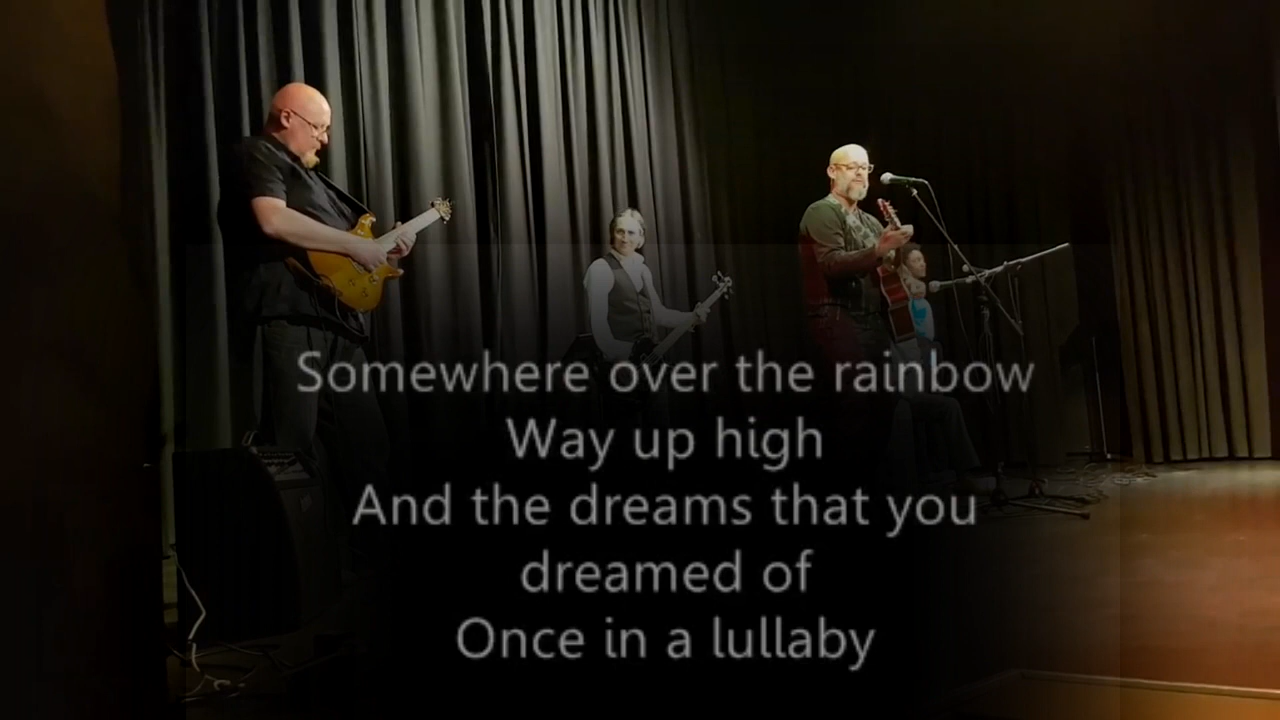 Somewhere over the rainbow
Way up high
And the dreams that you
dreamed of
Once in a lullaby